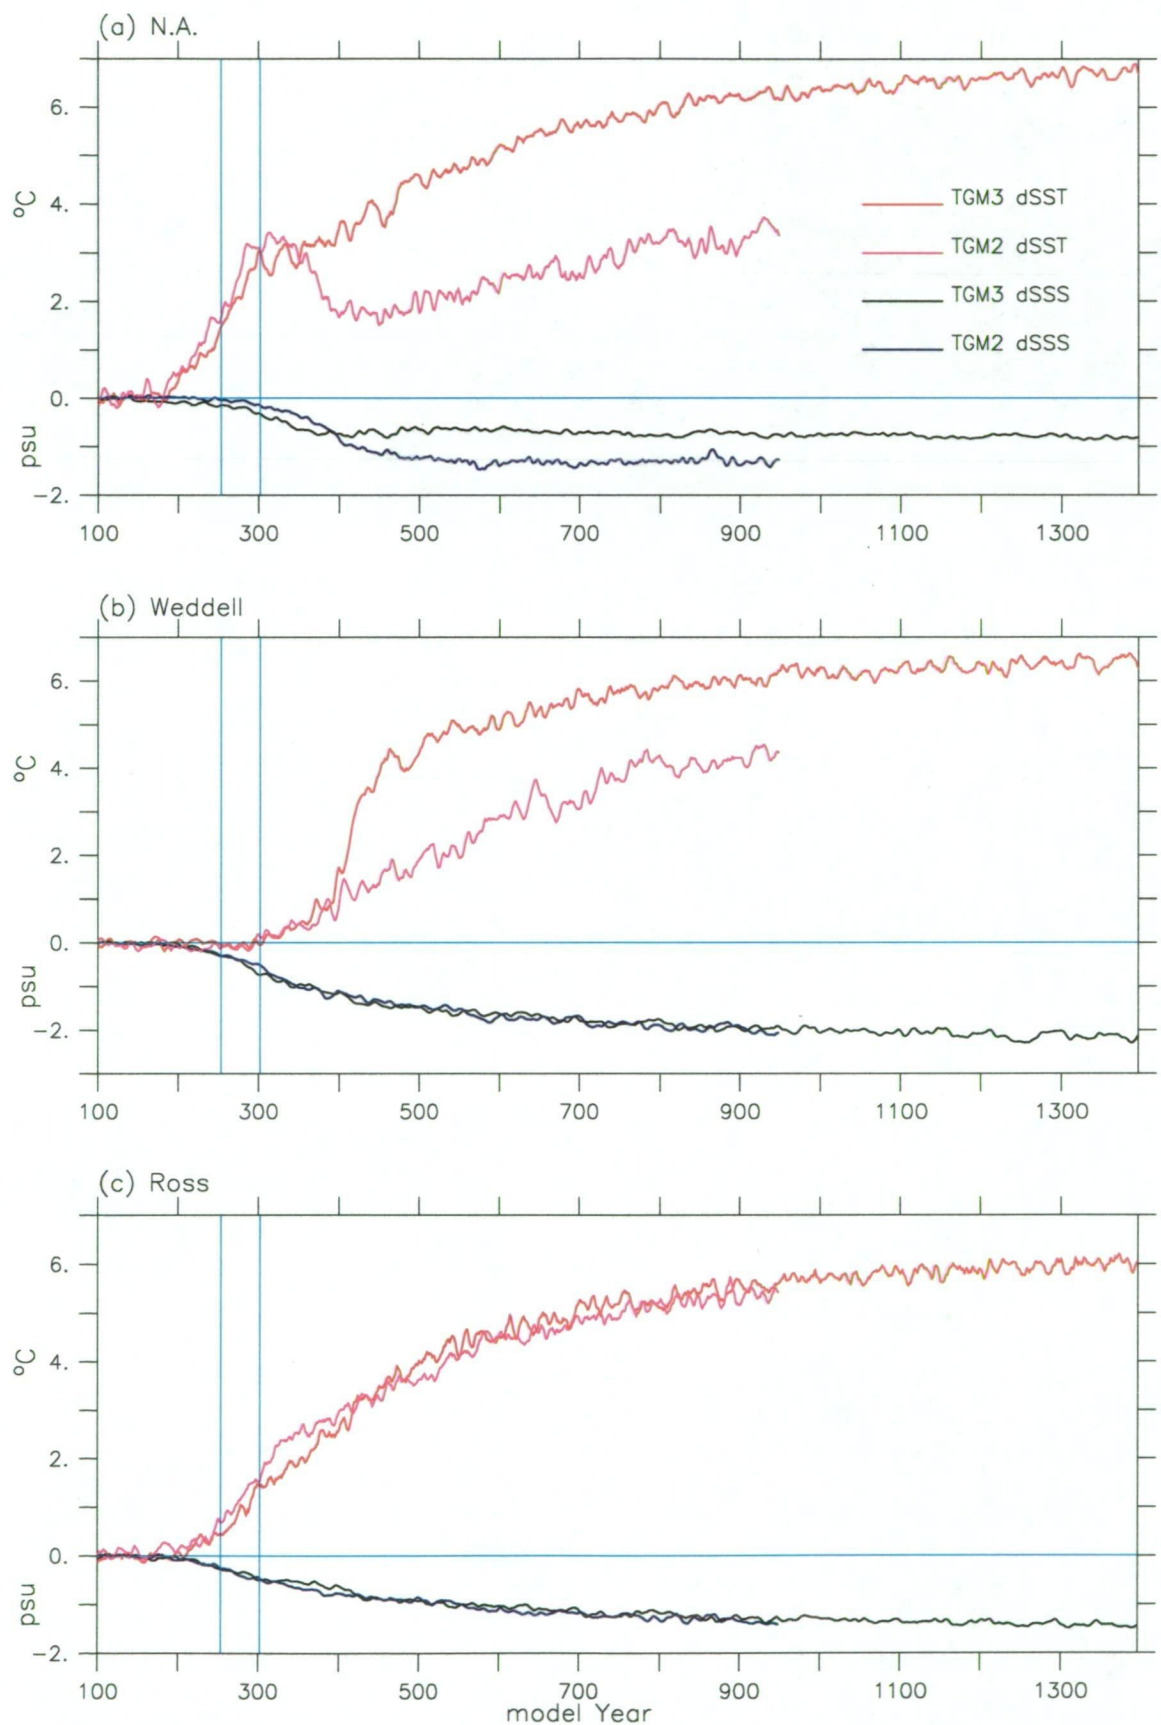 (a) N.A.
6.
4.
2.
0.
-2.
°C
psu
TGM3 dSST
TGM2 dSST
TGM3 dSSS
TGM2 dSSS
100 300 500 700 900 1100 1300
(b) Weddell
6.
4.
2.
0.
-2.
°C
psu
100 300 500 700 900 1100 1300
(c) Ross
6.
4.
2.
0.
-2.
°C
psu
100 300 500 700 900 1100 1300
model Year